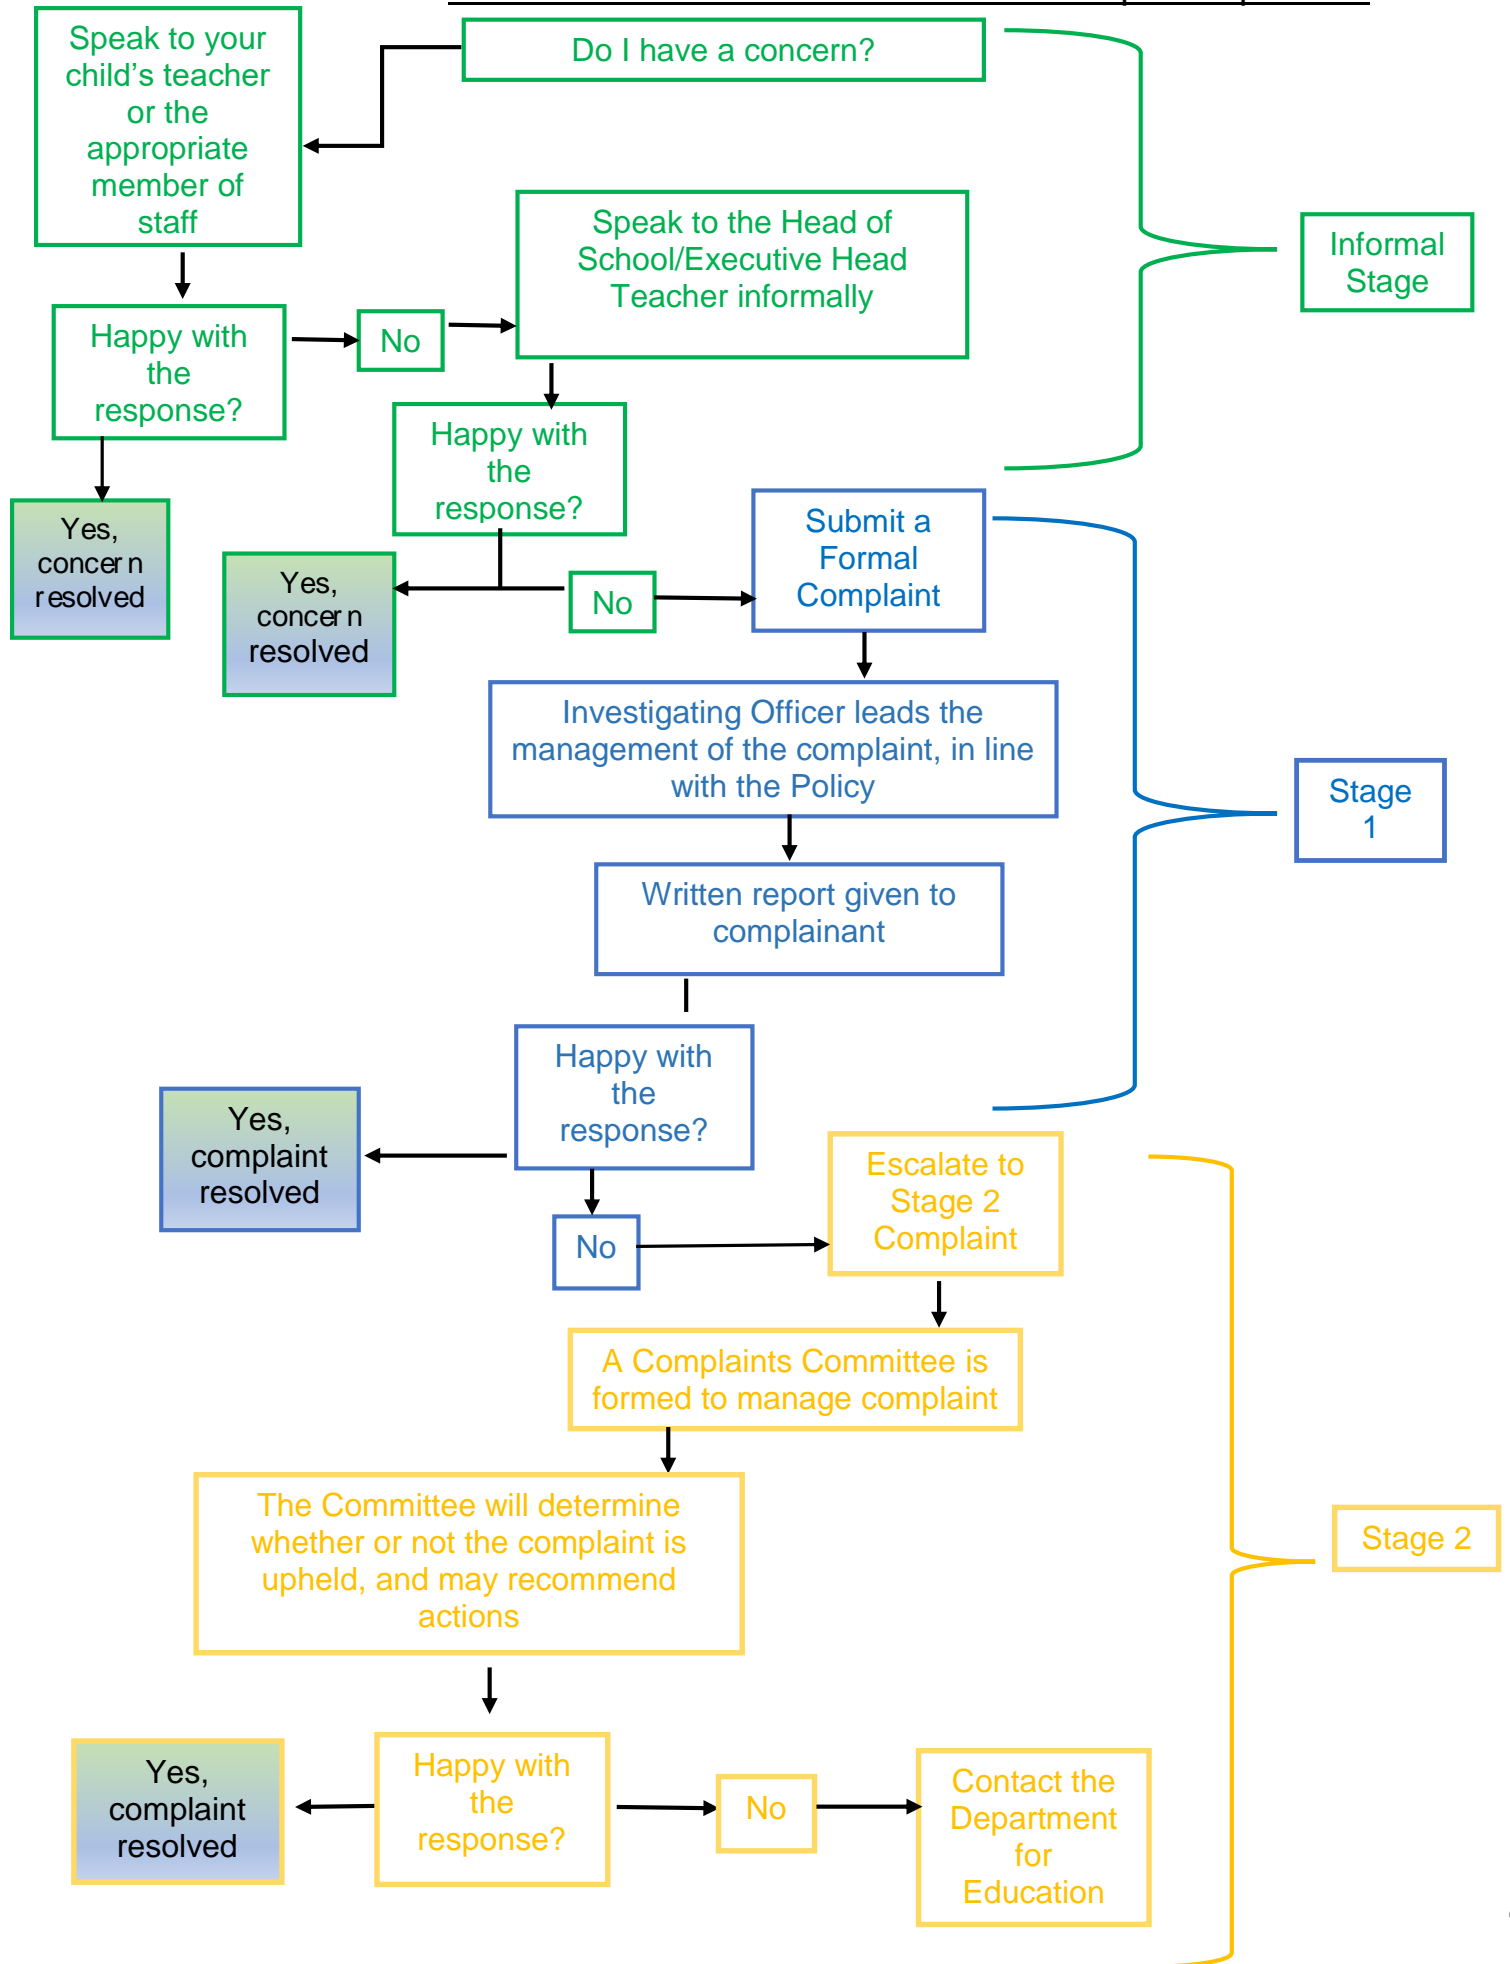 Do I have a concern?
Speak to your
child's teacher
or the
appropriate
member of
staff
Speak to the Head of
School/Executive Head
Teacher informally
Informal
Stage
Happy with
the
response?
No
Happy with
the
response?
Yes,
concern
resolved
Yes,
concern
resolved
No
Submit a
Formal
Complaint
Investigating Officer leads the
management of the complaint, in line
with the Policy
Stage
1
Written report given to
complainant
Happy with
the
response?
Yes,
complaint
resolved
No
Escalate to
Stage 2
Complaint
A Complaints Committee is
formed to manage complaint
The Committee will determine
whether or not the complaint is
upheld, and may recommend
actions
Stage 2
Yes,
complaint
resolved
Happy with
the
response?
No
Contact the
Department
for
Education